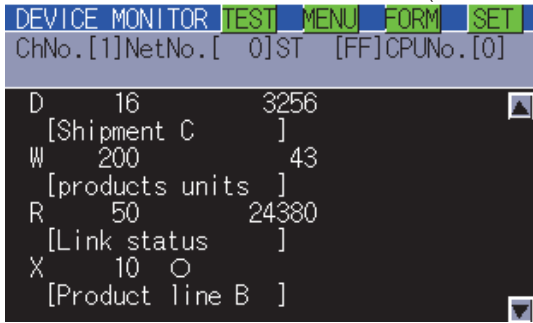 DEVICE MONITOR TEST MENU FORM SET
ChNo.[1]NetNo.[ 0]ST [FF]CPUNo.[0]
D 16 3256
[Shipment C ]
W 200 43
[products units ]
R 50 24380
[Link status ]
X 10 ○
[Product line B ]